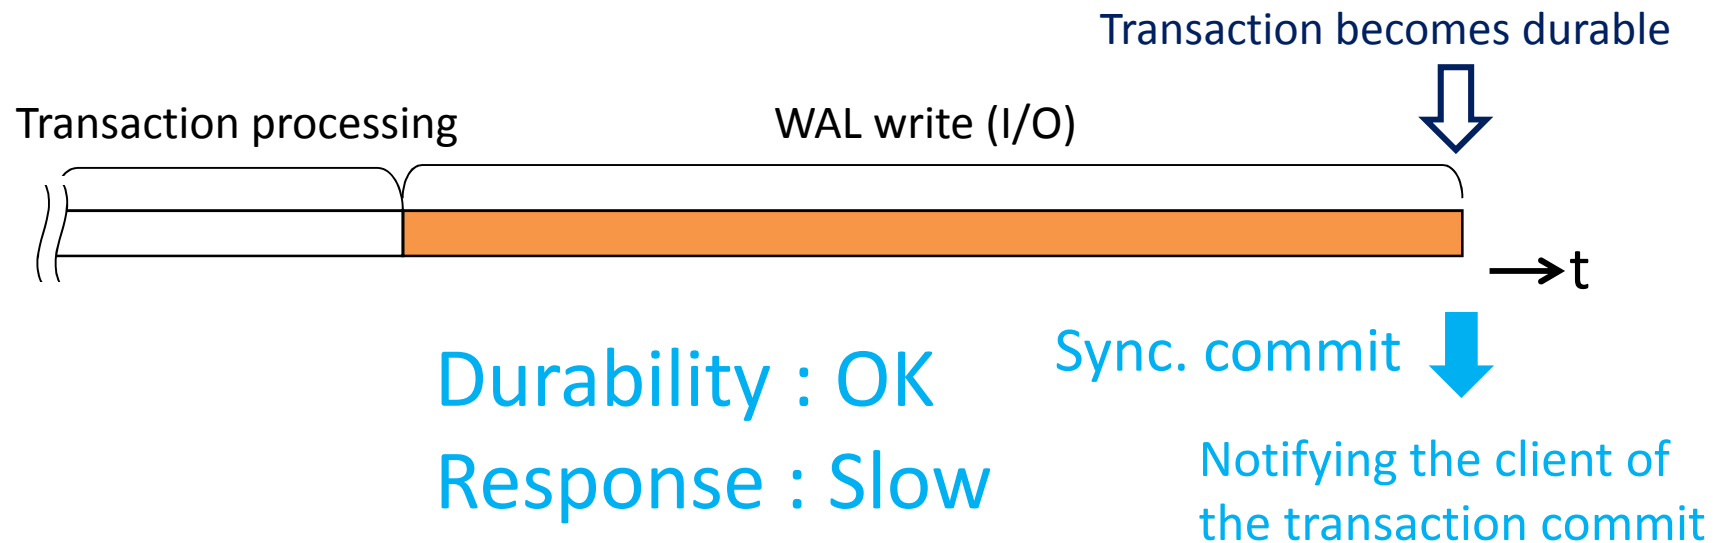 Transaction becomes durable
Transaction processing
WAL write (I/O)
t
Sync. commit
Durability : OK
Response : Slow
Notifying the client of
the transaction commit